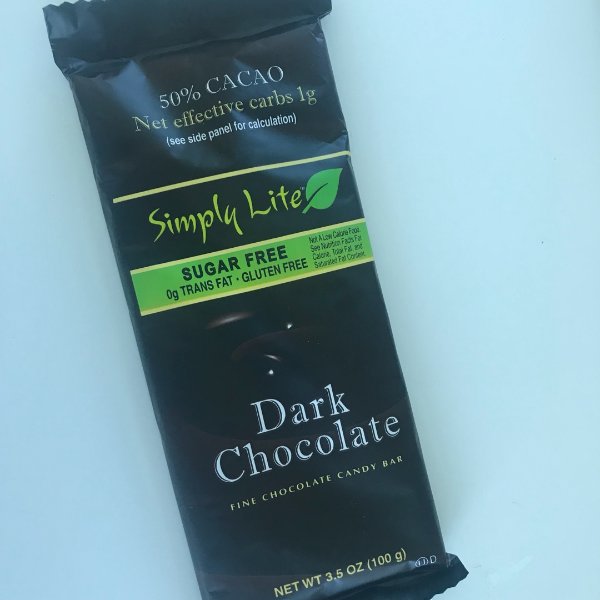 50% CACAO
Net effective carbs 1g
(see side panel for calculation)
Simply Lite
SUGAR FREE
0g TRANS FAT • GLUTEN FREE
Not A Low Calorie Food.
See Nutrition Facts For
Calorie, Total Fat, and
Saturated Fat Content.
Dark
Chocolate
FINE CHOCOLATE CANDY BAR
NET WT 3.5 OZ (100 g)